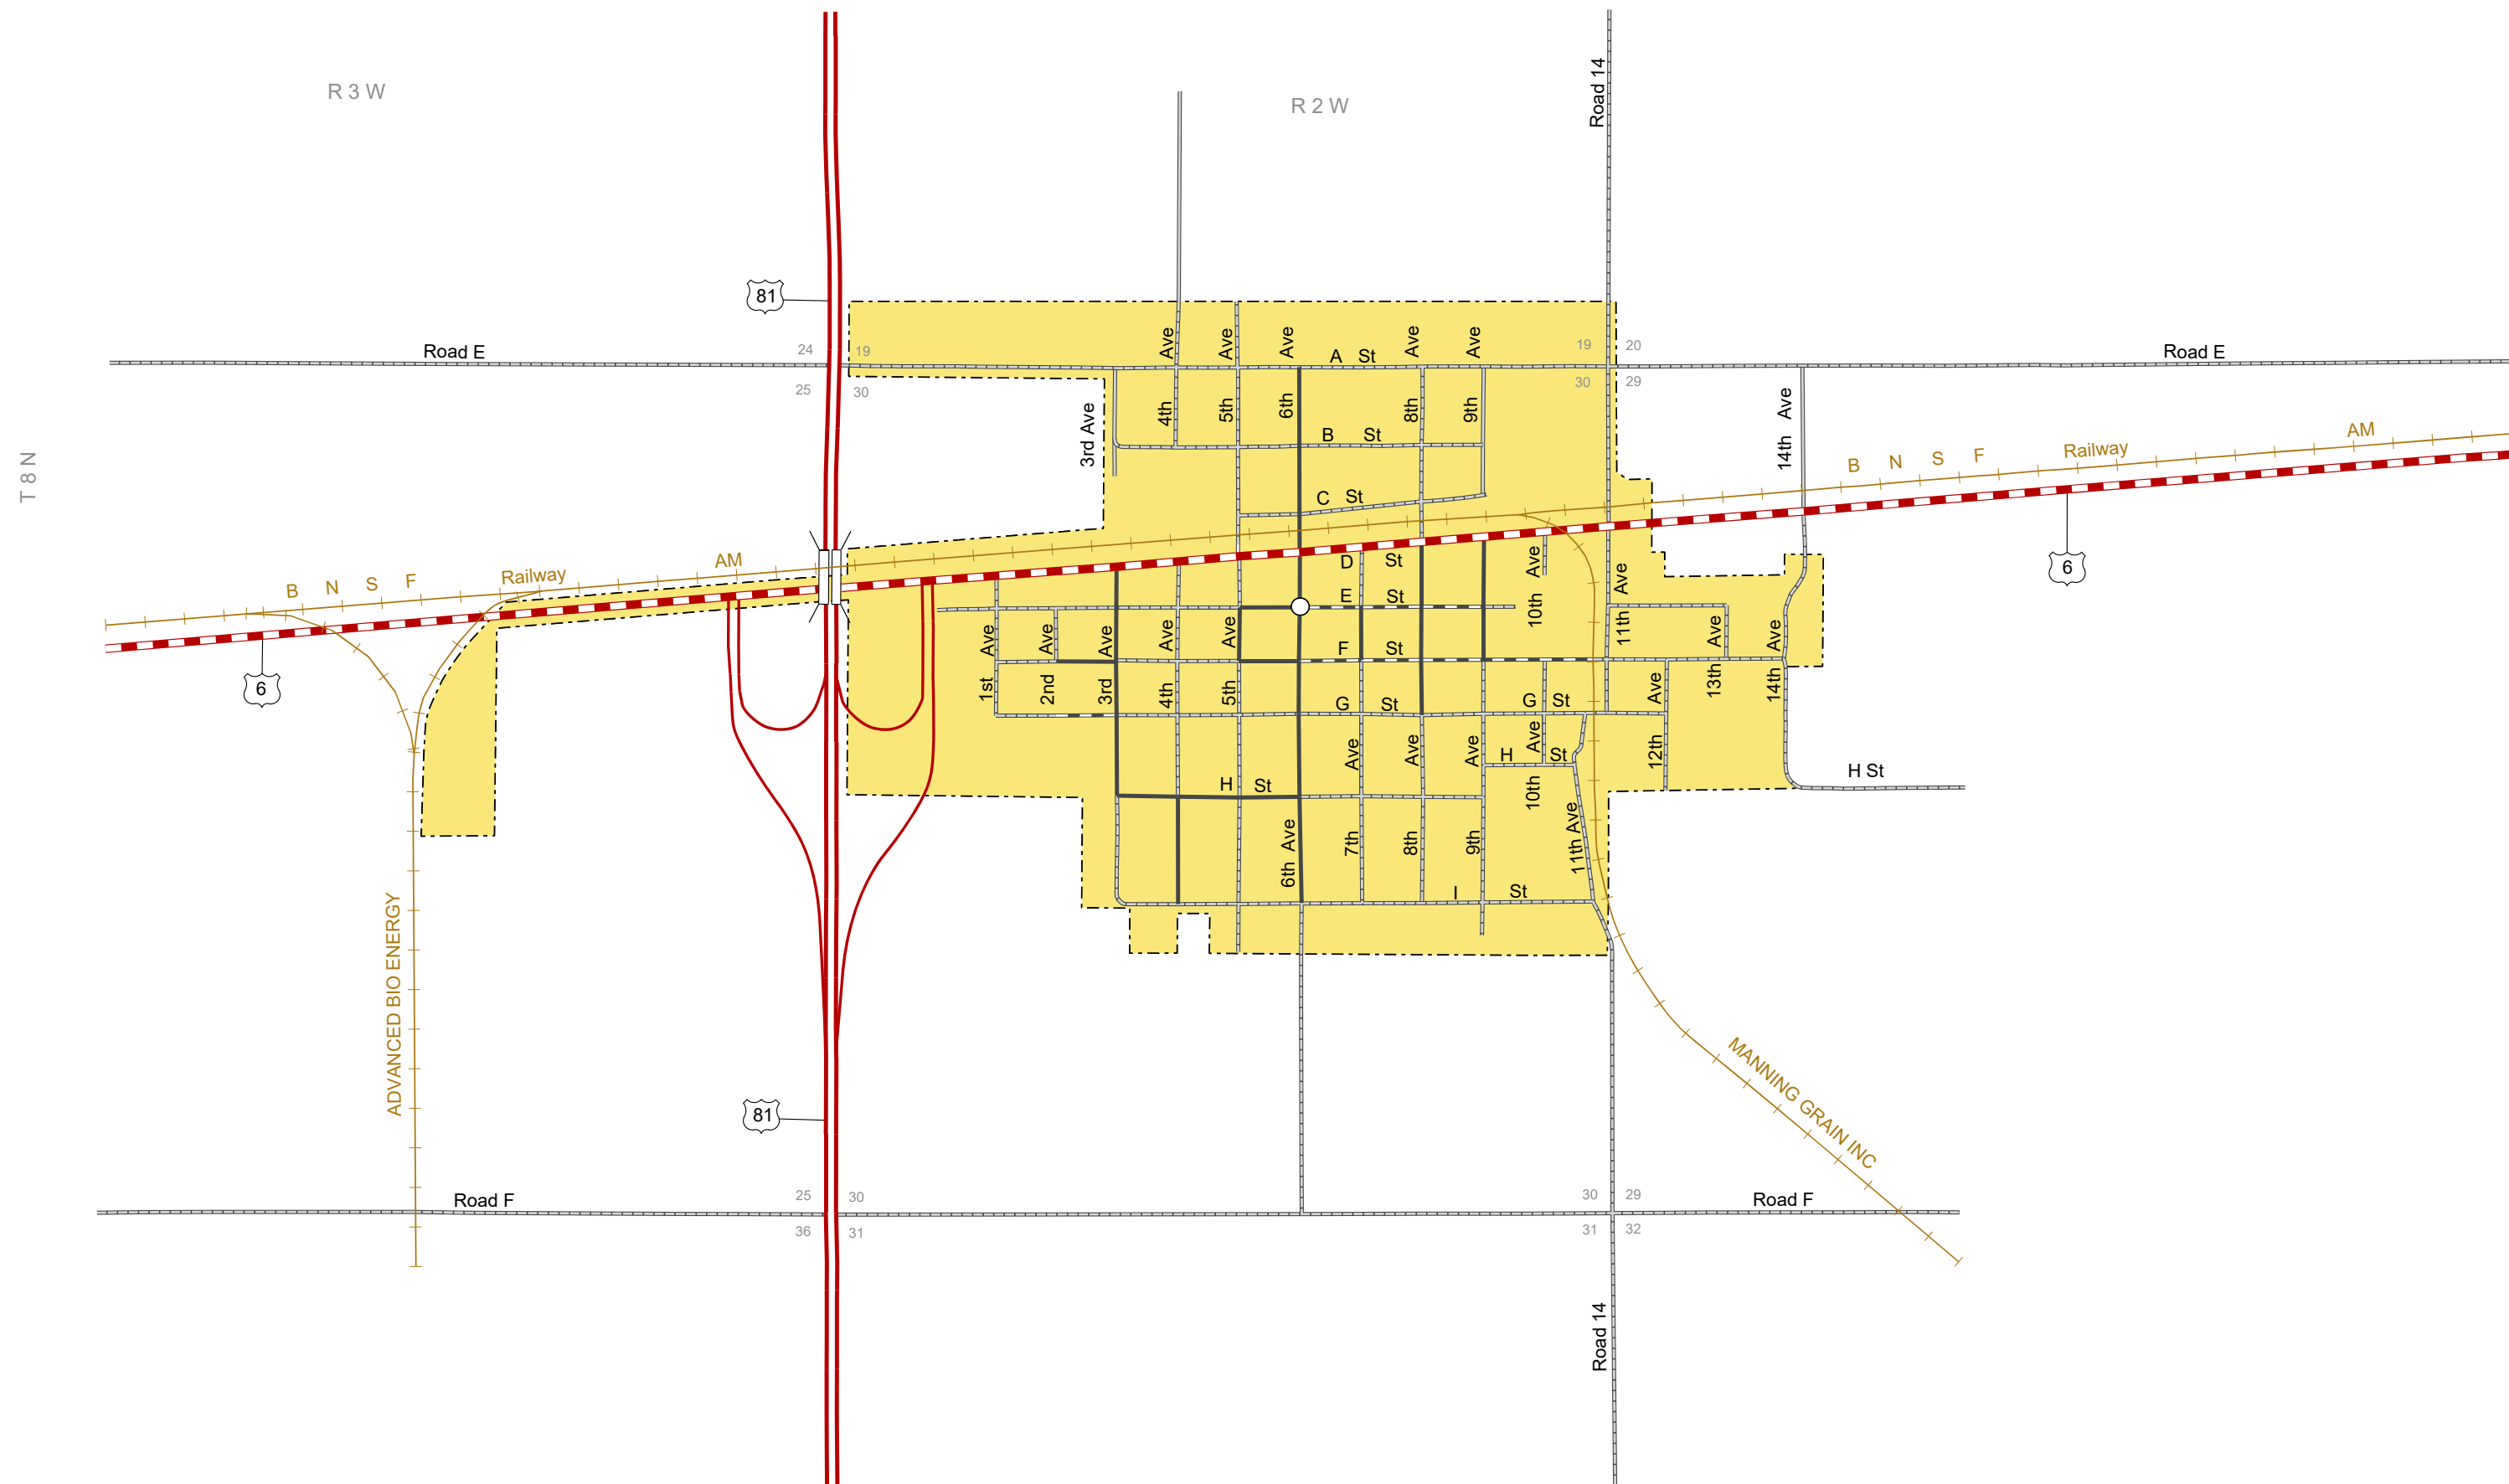 R 3 W
R 2 W
Road 14
T 8 N
81
Road E
24
19
25
30
4th Ave
5th Ave
6th Ave
8th Ave
9th Ave
A St
19
20
30
29
Road E
3rd Ave
B St
C St
14th Ave
B N S F Railway AM
B N S F Railway AM
6
6
D St
E St
F St
G St
G St
H St
H St
H St
I St
1st Ave
2nd Ave
3rd Ave
4th Ave
5th Ave
6th Ave
7th Ave
8th Ave
9th Ave
10th Ave
10th Ave
11th Ave
11th Ave
12th Ave
13th Ave
14th Ave
ADVANCED BIO ENERGY
MANNING GRAIN INC
81
Road F
25
30
36
31
30
29
31
32
Road F
Road 14